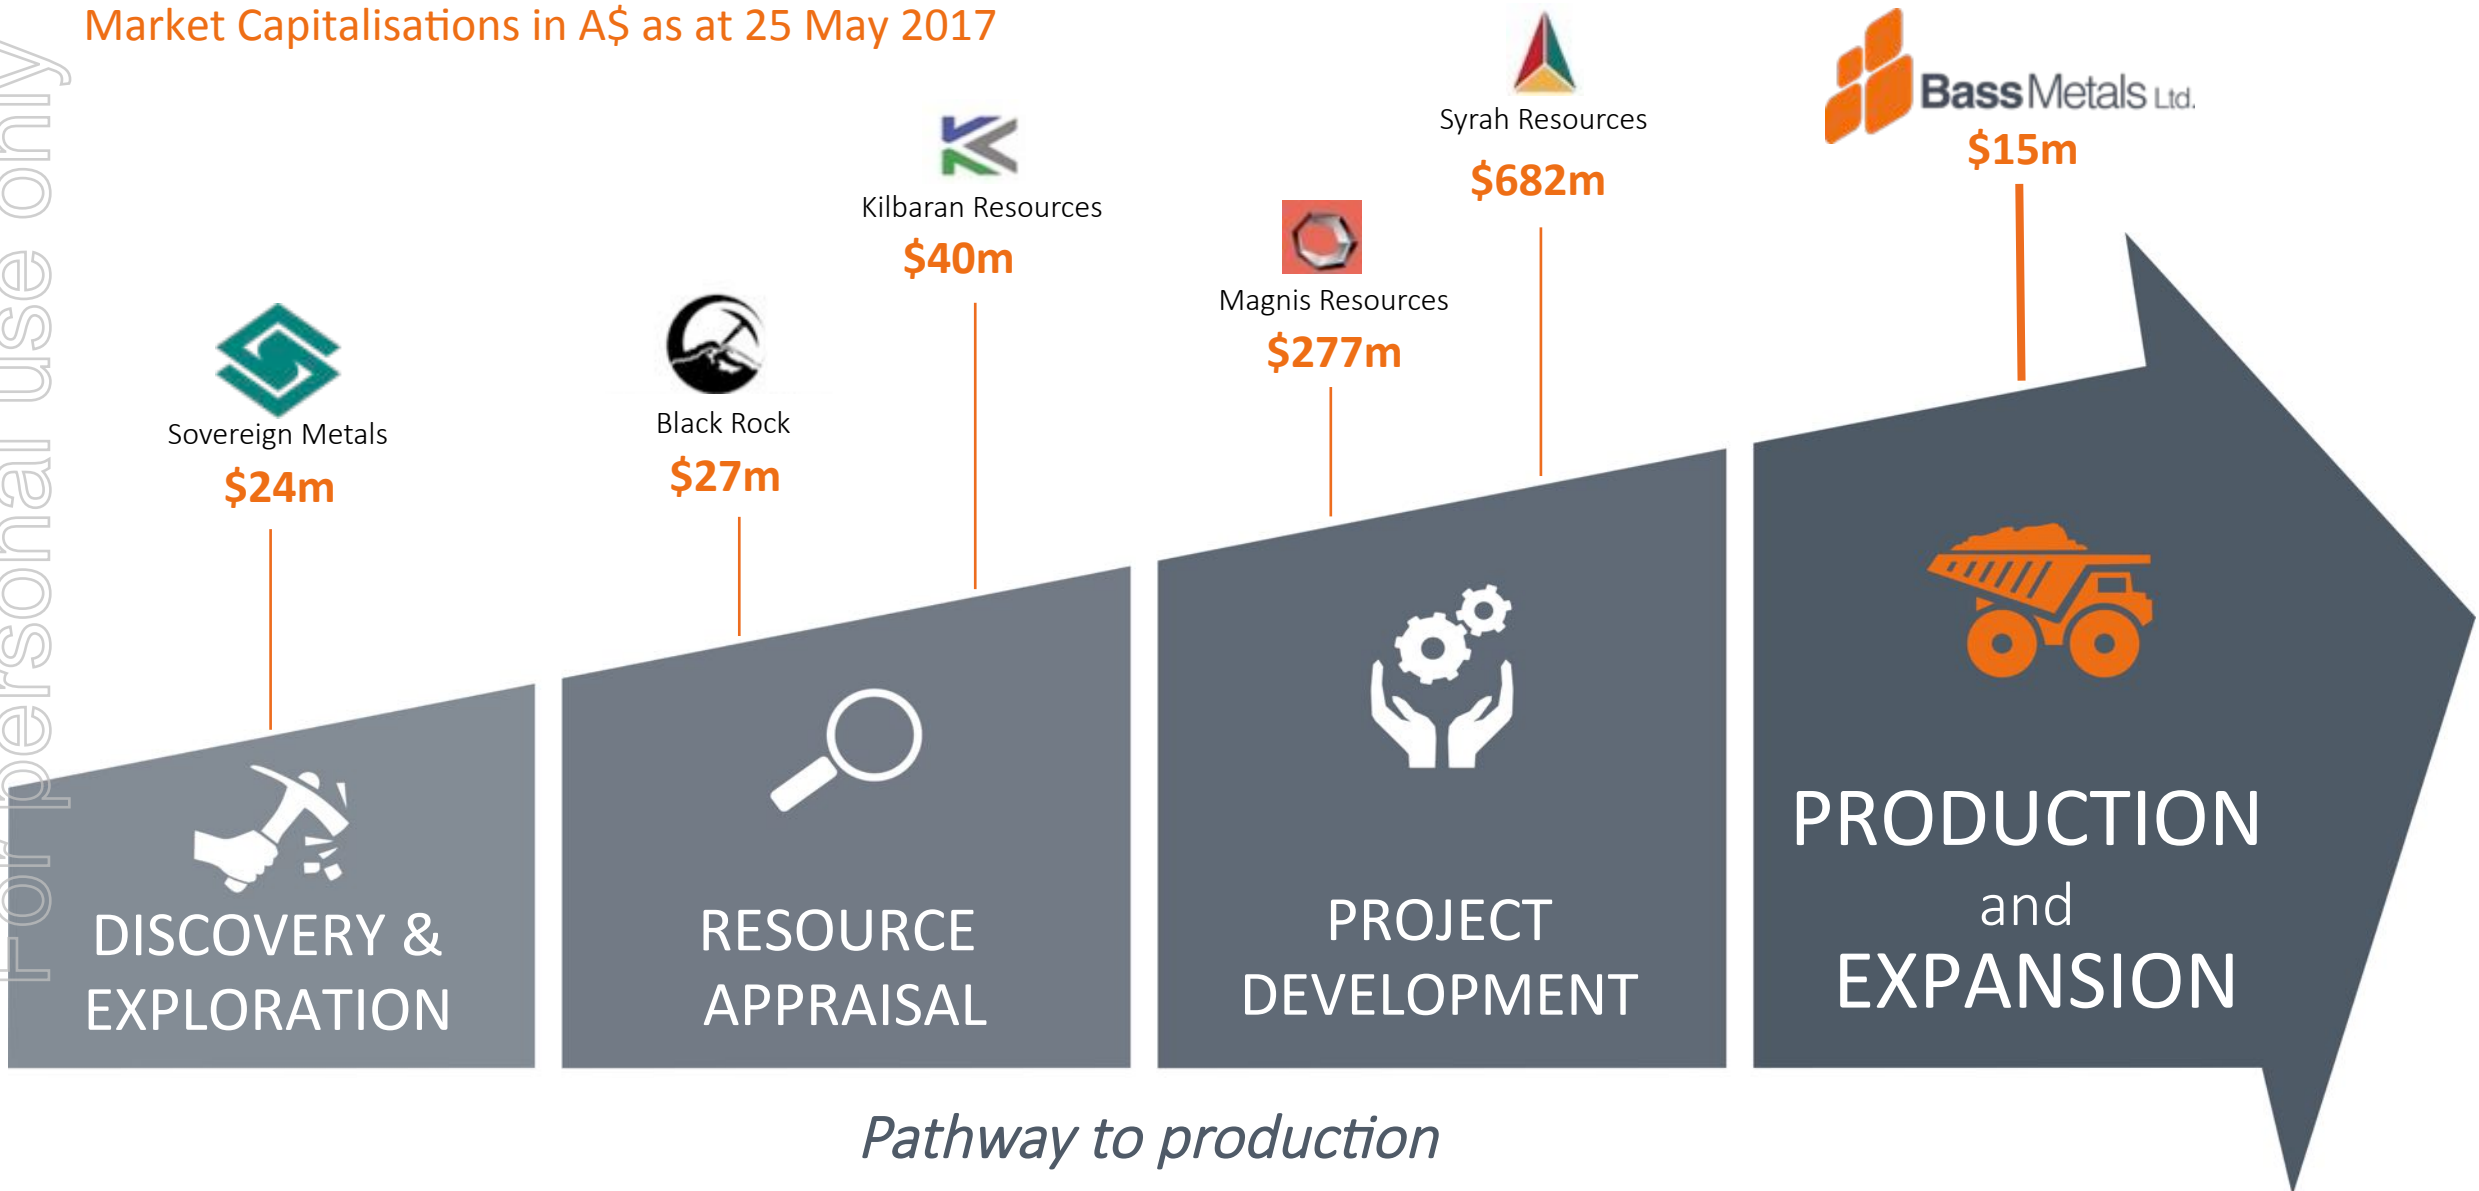 Market Capitalisations in A$ as at 25 May 2017
For personal use only
Sovereign Metals
$24m
Black Rock
$27m
Kilbaran Resources
$40m
Magnis Resources
$277m
Syrah Resources
$682m
Bass Metals Ltd.
$15m
DISCOVERY &
EXPLORATION
RESOURCE
APPRAISAL
PROJECT
DEVELOPMENT
PRODUCTION
and
EXPANSION
Pathway to production